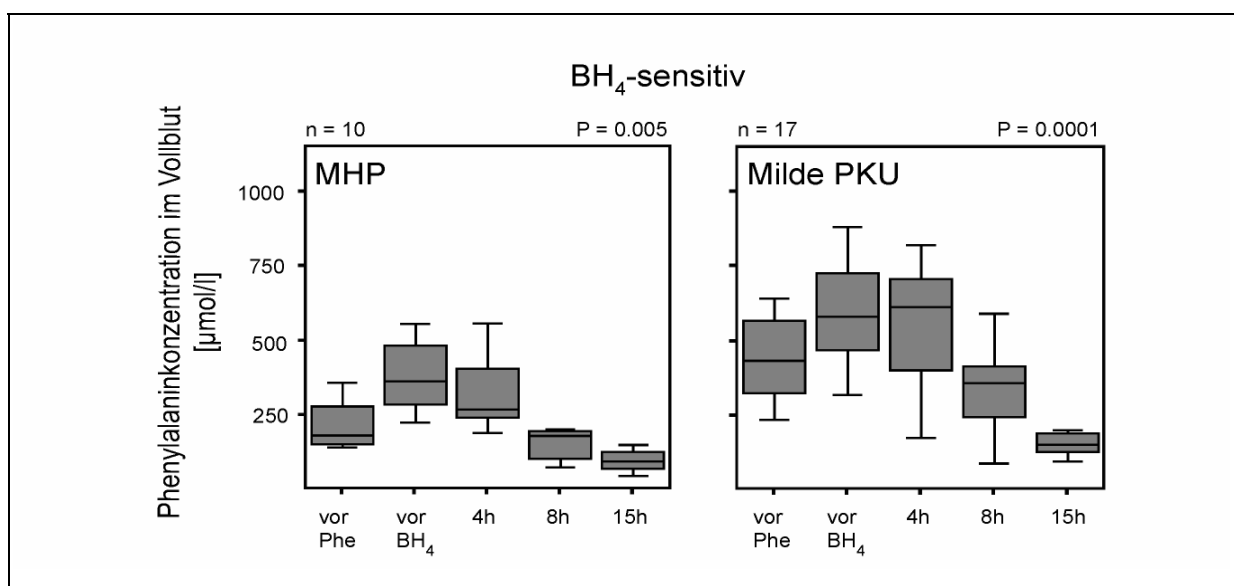 BH₄-sensitiv
n = 10 P = 0.005
MHP
Phenylalaninkonzentration im Vollblut
[µmol/l]
1000
750
500
250
vor Phe
vor BH₄
4h
8h
15h
n = 17 P = 0.0001
Milde PKU
vor Phe
vor BH₄
4h
8h
15h